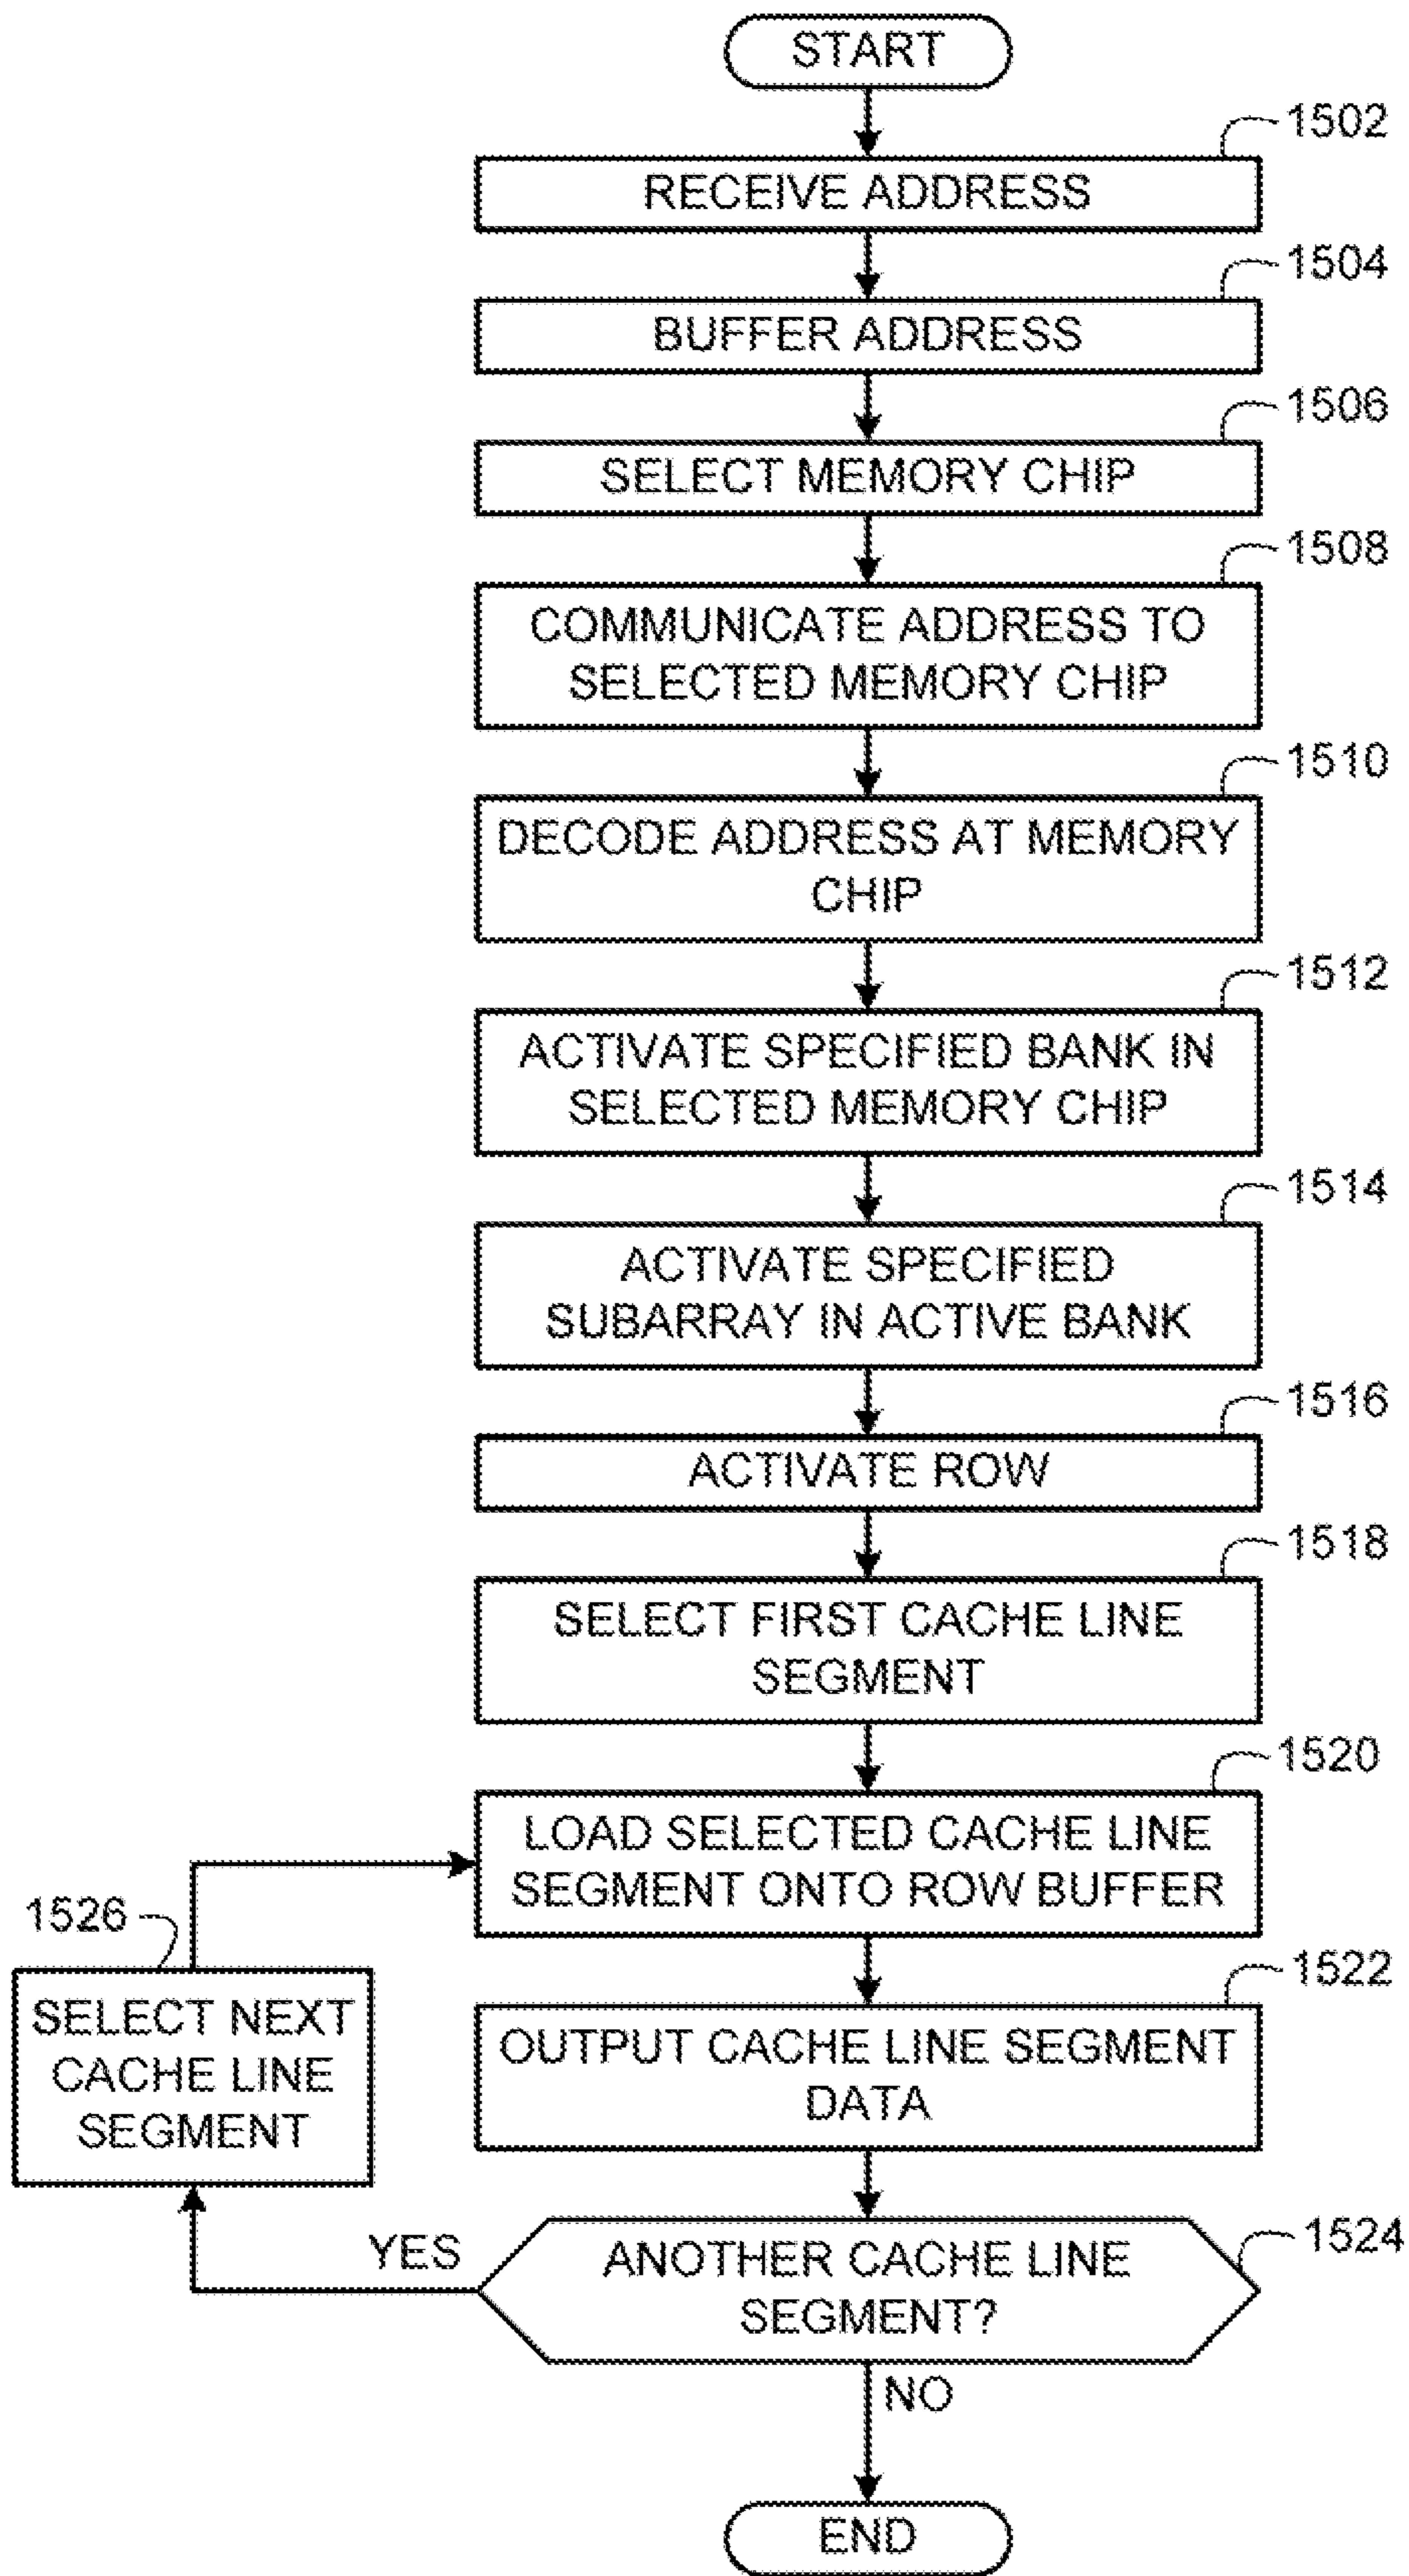 START
1502
RECEIVE ADDRESS
1504
BUFFER ADDRESS
1506
SELECT MEMORY CHIP
1508
COMMUNICATE ADDRESS TO
SELECTED MEMORY CHIP
1510
DECODE ADDRESS AT MEMORY
CHIP
1512
ACTIVATE SPECIFIED BANK IN
SELECTED MEMORY CHIP
1514
ACTIVATE SPECIFIED
SUBARRAY IN ACTIVE BANK
1516
ACTIVATE ROW
1518
SELECT FIRST CACHE LINE
SEGMENT
1520
LOAD SELECTED CACHE LINE
SEGMENT ONTO ROW BUFFER
1522
OUTPUT CACHE LINE SEGMENT
DATA
1524
ANOTHER CACHE LINE
SEGMENT?
YES
1526
SELECT NEXT
CACHE LINE
SEGMENT
NO
END